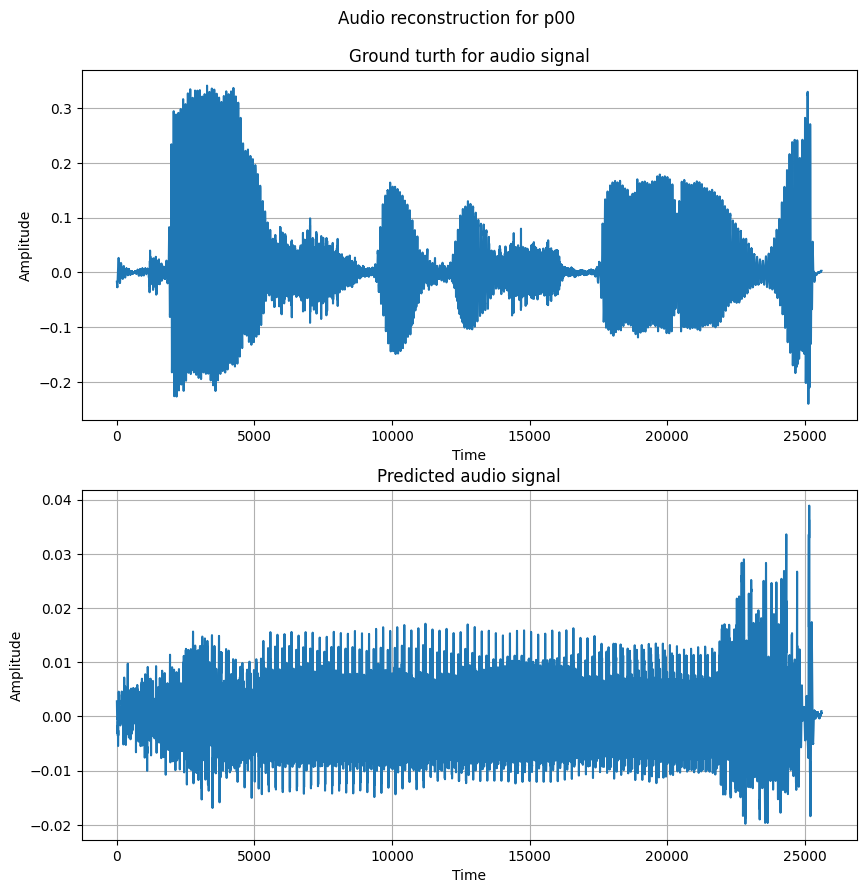 Audio reconstruction for p00
Ground turth for audio signal
0.3
0.2
0.1
0.0
−0.1
−0.2
Amplitude
0 5000 10000 15000 20000 25000
Time
Predicted audio signal
0.04
0.03
0.02
0.01
0.00
−0.01
−0.02
Amplitude
0 5000 10000 15000 20000 25000
Time